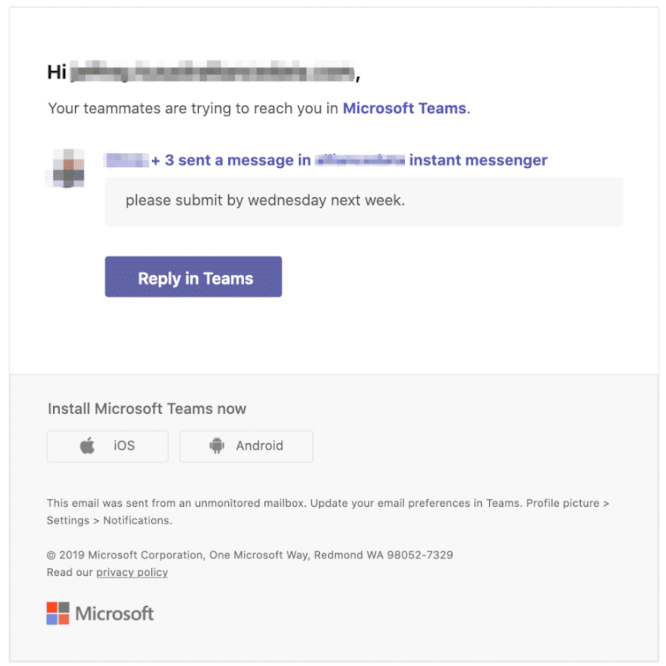 Hi ,
Your teammates are trying to reach you in Microsoft Teams.
+ 3 sent a message in instant messenger
please submit by wednesday next week.
Reply in Teams
Install Microsoft Teams now
iOS
Android
This email was sent from an unmonitored mailbox. Update your email preferences in Teams. Profile picture >
Settings > Notifications.
© 2019 Microsoft Corporation, One Microsoft Way, Redmond WA 98052-7329
Read our privacy policy
Microsoft